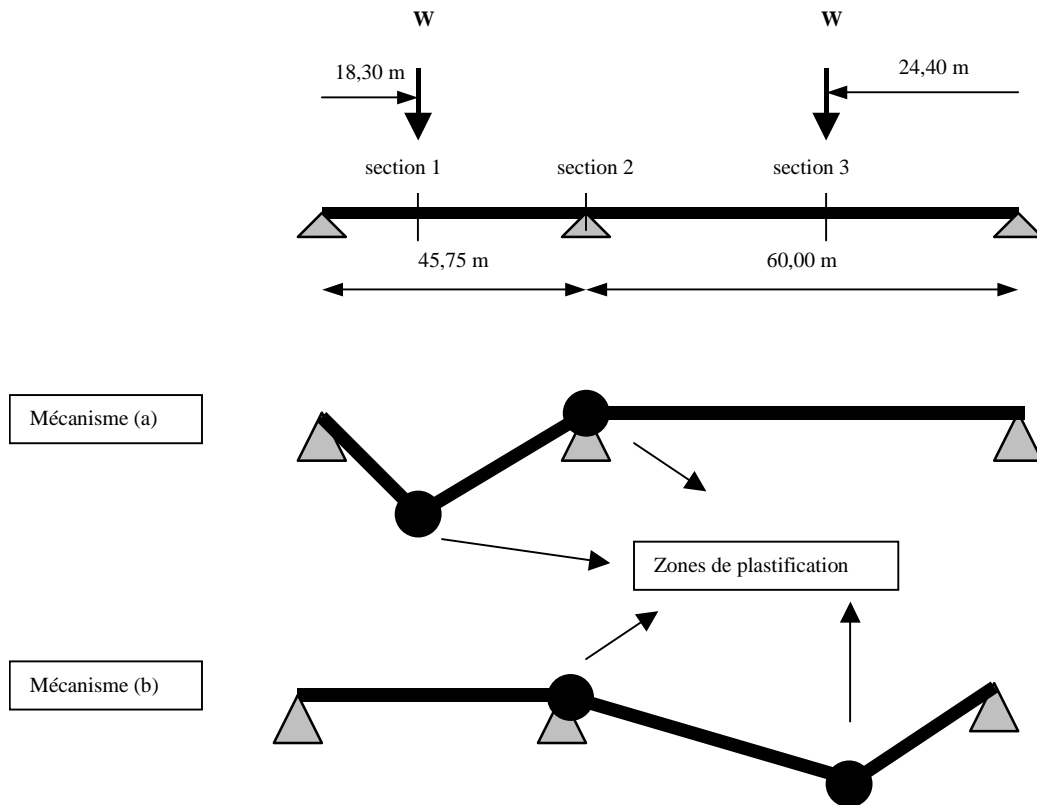 W W
18,30 m 24,40 m
section 1 section 2 section 3
45,75 m 60,00 m
Mécanisme (a)
Zones de plastification
Mécanisme (b)